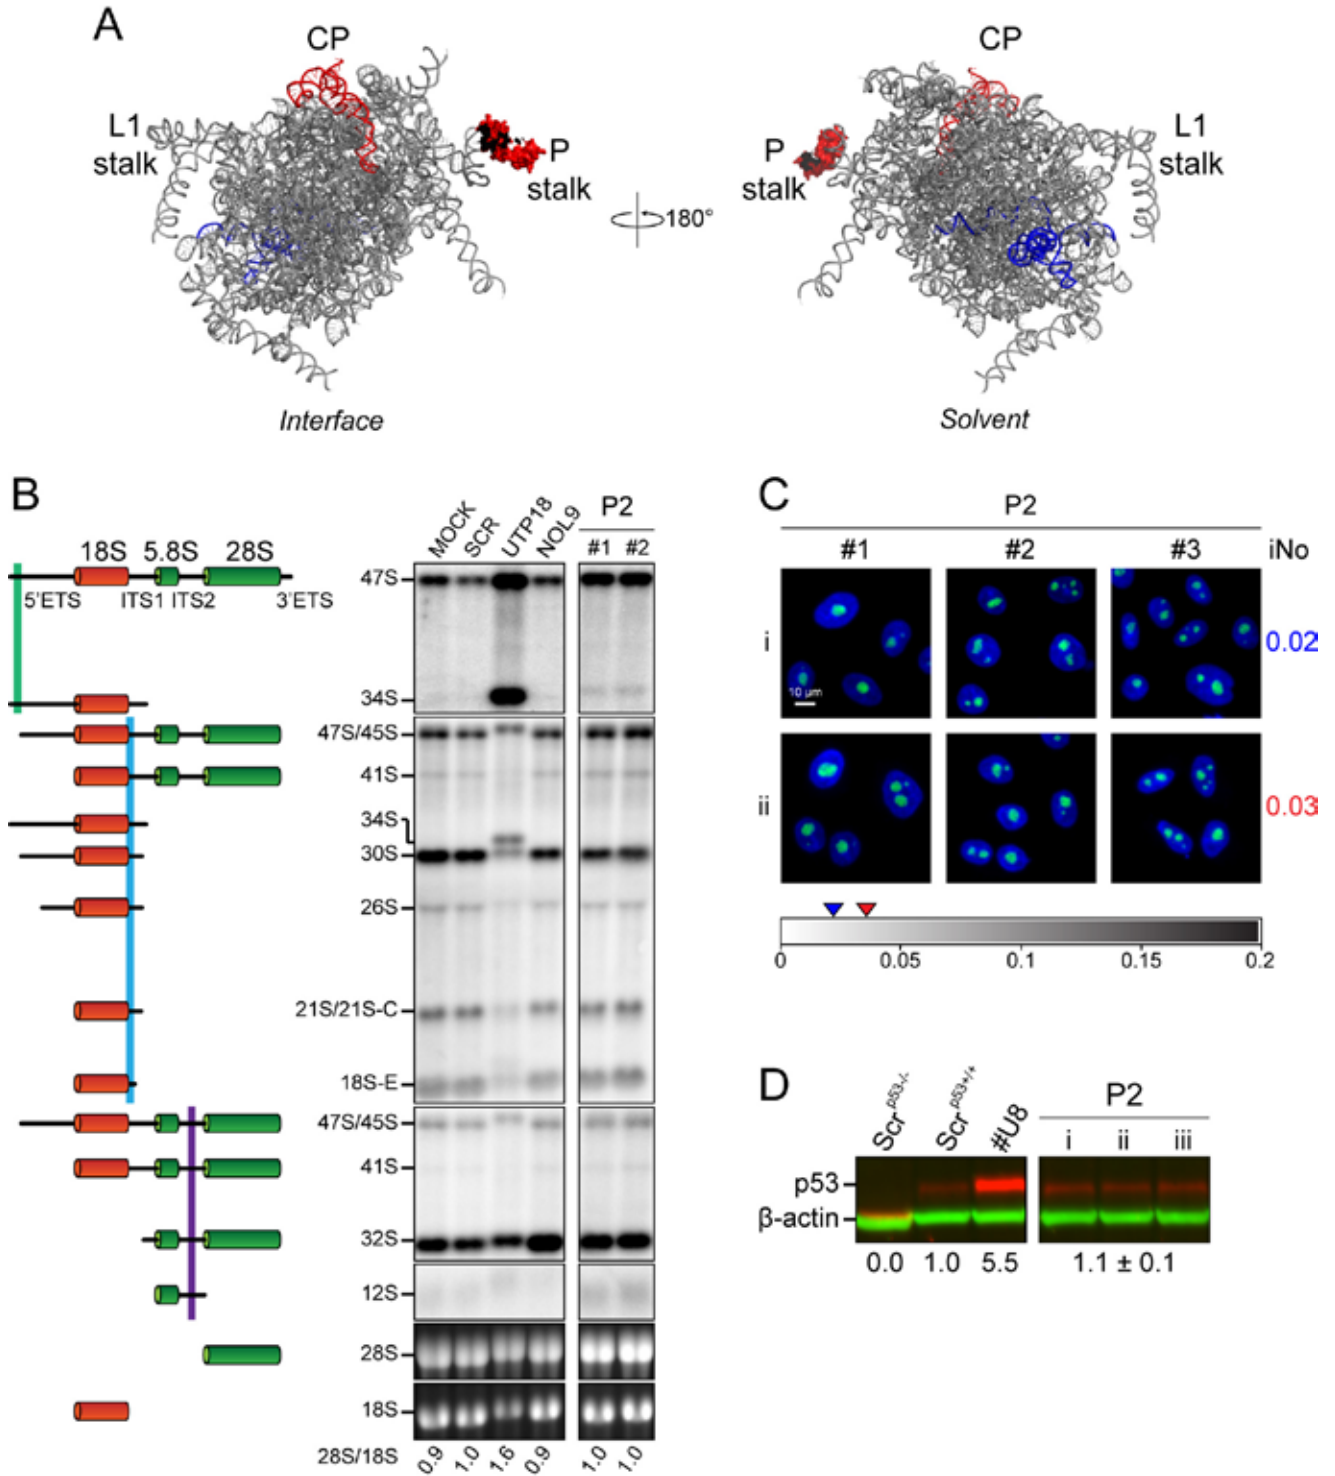 A
CP
L1
stalk
P
stalk
180°
CP
P
stalk
L1
stalk
Interface
Solvent
B
MOCK
SCR
UTP18
NOL9
P2
#1 #2
18S 5.8S 28S
5'ETS ITS1 ITS2 3'ETS
47S
34S
47S/45S
41S
34S
30S
26S
21S/21S-C
18S-E
47S/45S
41S
32S
12S
28S
18S
28S/18S 0.9 1.0 1.6 0.9 1.0 1.0
C
P2
#1 #2 #3 iNo
i 0.02
10 µm
ii 0.03
0 0.05 0.1 0.15 0.2
D
Scr p53-/-
Scr p53+/+
#U8
P2
i ii iii
p53
β-actin
0.0 1.0 5.5 1.1 ± 0.1